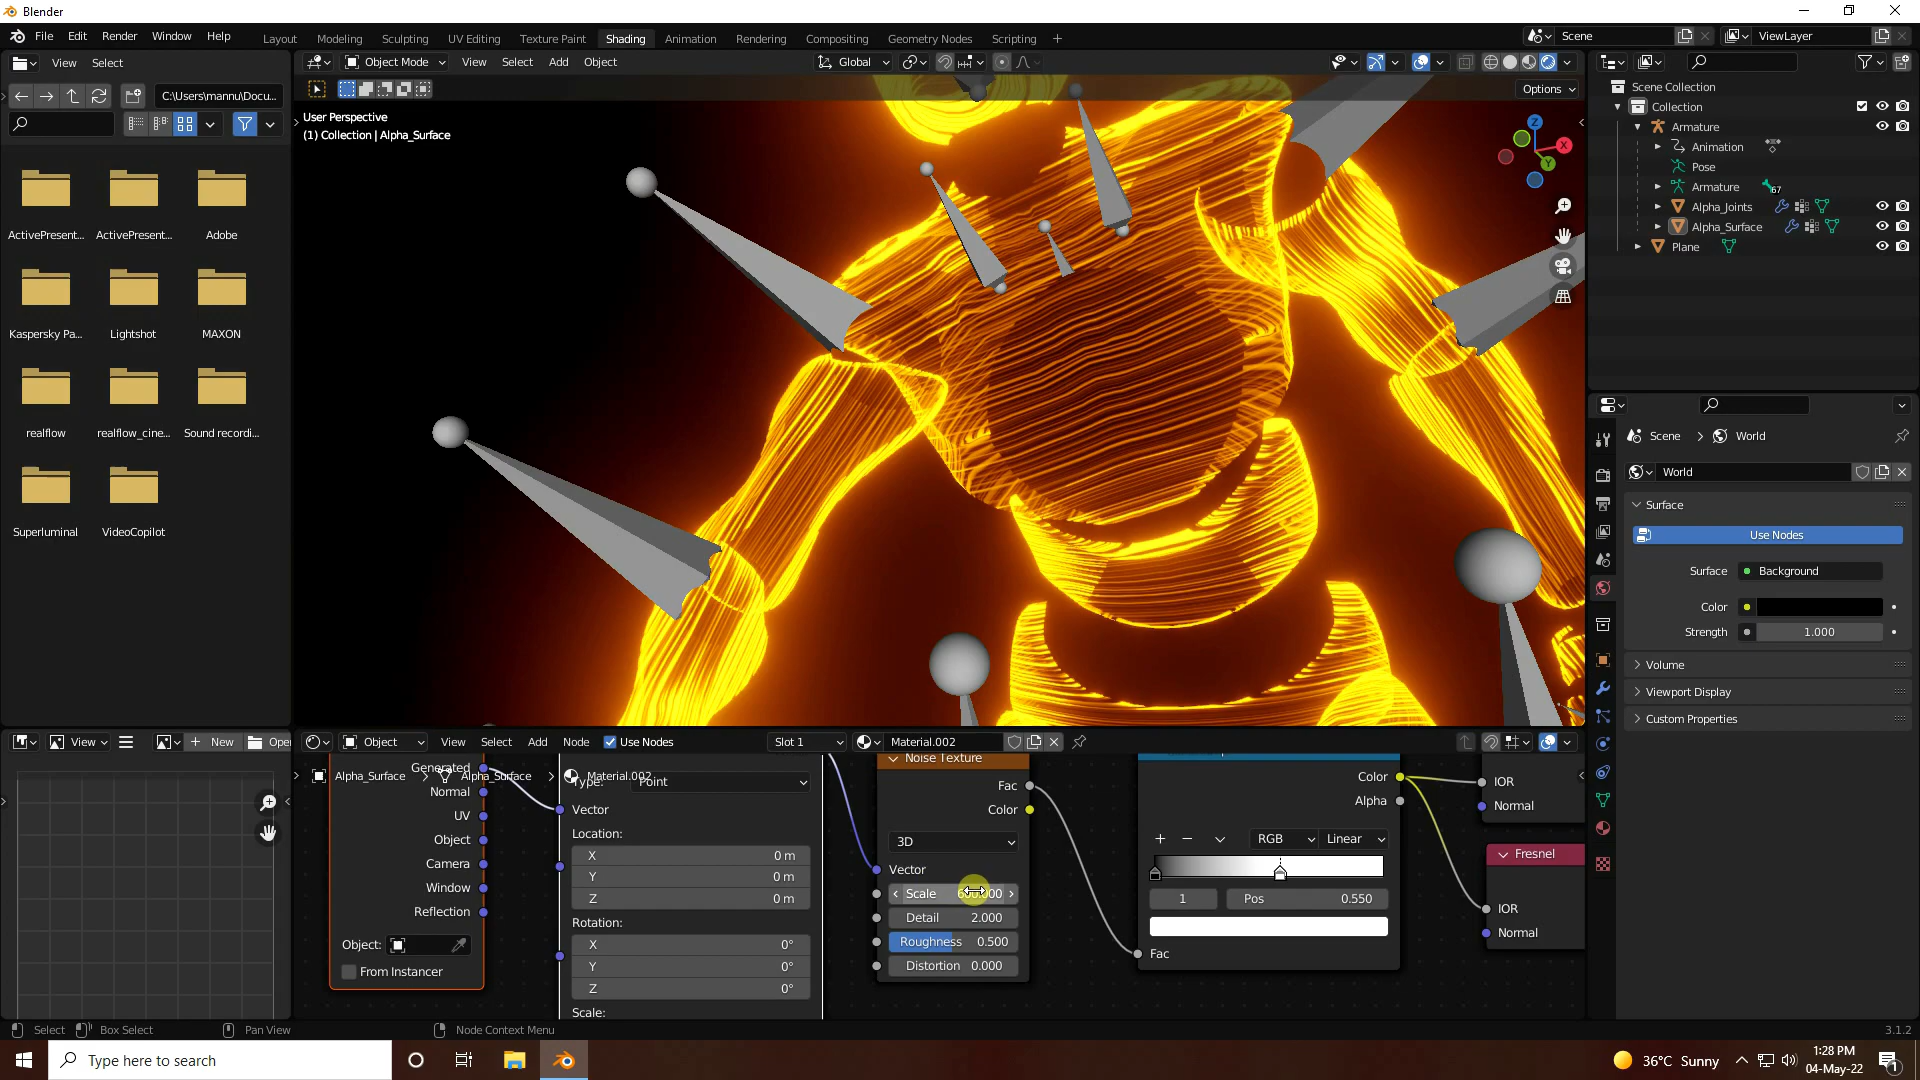 Blender
File Edit Render Window Help
Layout Modeling Sculpting UV Editing Texture Paint Shading Animation Rendering Compositing Geometry Nodes Scripting +
Scene
ViewLayer
View Select
Object Mode View Select Add Object
Global
C:\Users\mannu\Docu...
Options
User Perspective
(1) Collection | Alpha_Surface
Z
X
Y
ActivePresent... ActivePresent... Adobe
Kaspersky Pa... Lightshot MAXON
realflow realflow_cine... Sound recordi...
Superluminal VideoCopilot
Scene Collection
Collection
Armature
Animation
Pose
Armature 67
Alpha_Joints
Alpha_Surface
Plane
Scene > World
World
Surface
Use Nodes
Surface Background
Color
Strength 1.000
Volume
Viewport Display
Custom Properties
View New Open
Object View Select Add Node Use Nodes Slot 1 Material.002
Alpha_Surface > Alpha_Surface > Material.002
Generated
Normal
UV
Object
Camera
Window
Reflection
Object:
From Instancer
Type: Point
Vector
Location:
X 0 m
Y 0 m
Z 0 m
Rotation:
X 0°
Y 0°
Z 0°
Scale:
Noise Texture
Fac
Color
3D
Vector
Scale
Detail 2.000
Roughness 0.500
Distortion 0.000
Color
Alpha
RGB Linear
1 Pos 0.550
Fac
IOR
Normal
Fresnel
IOR
Normal
Select Box Select Pan View Node Context Menu 3.1.2
Type here to search
36°C Sunny
1:28 PM
04-May-22
1